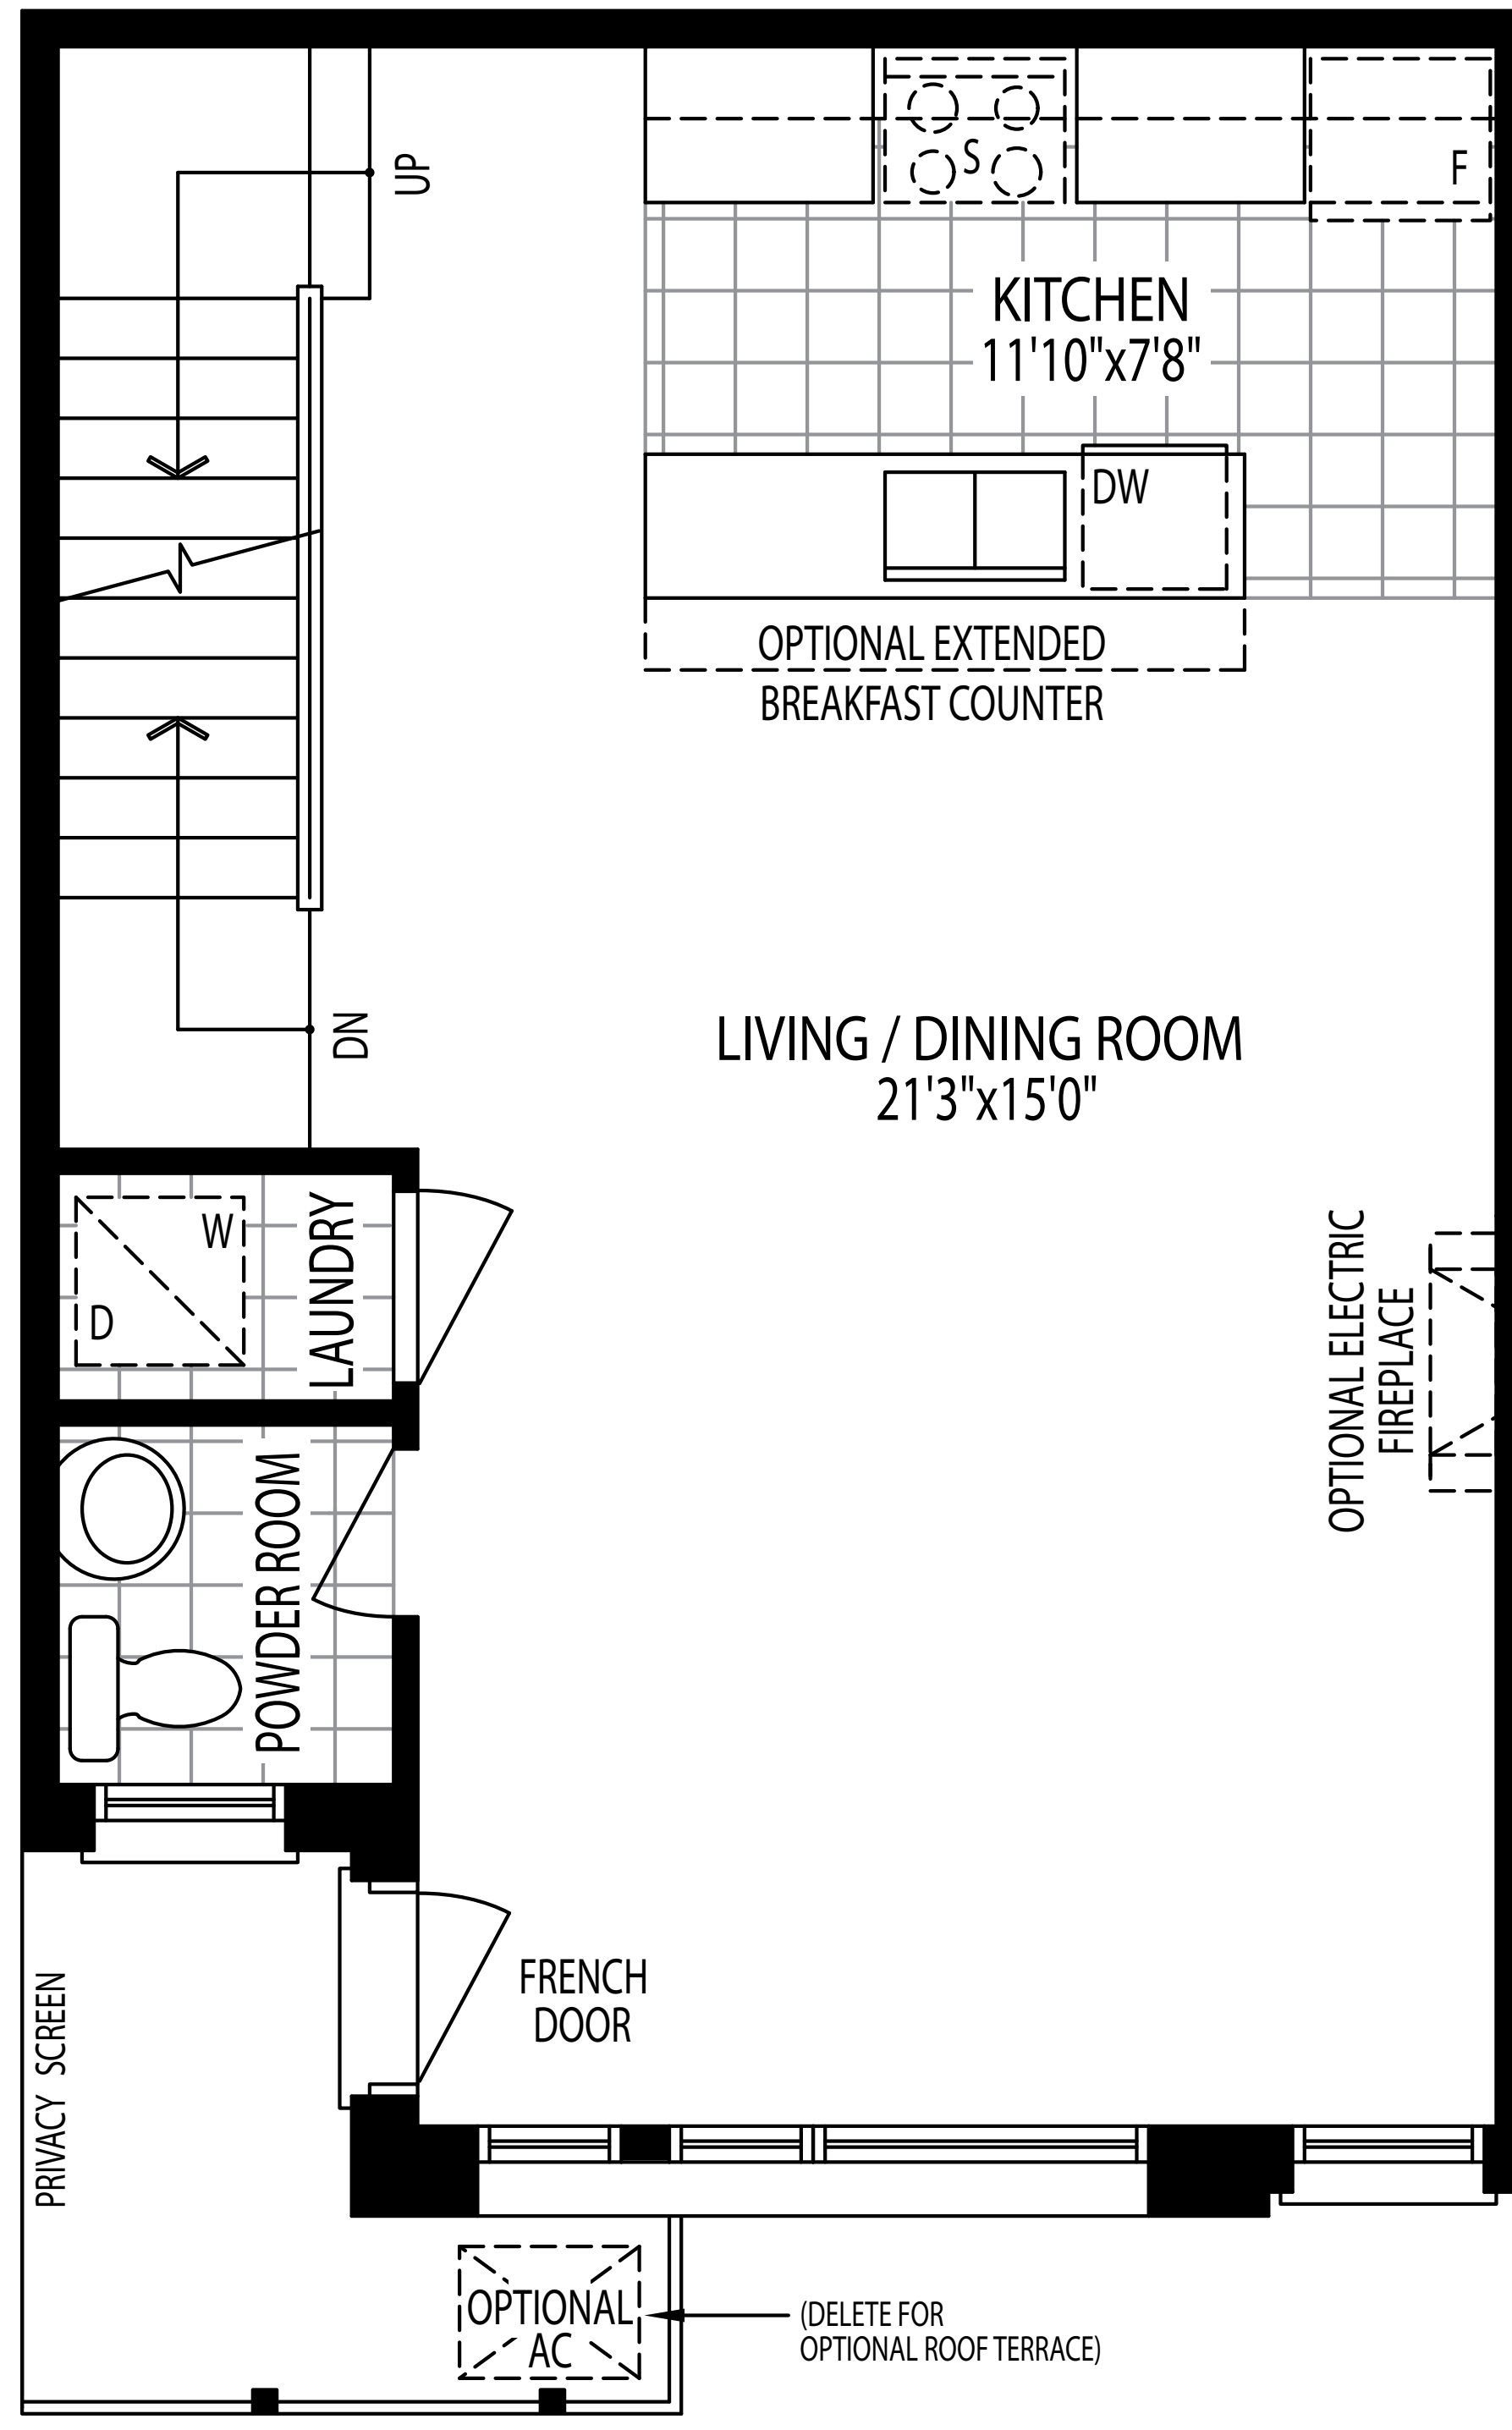 UP
S
F
KITCHEN
11'10"x7'8"
DW
OPTIONAL EXTENDED
BREAKFAST COUNTER
DN
LIVING / DINING ROOM
21'3"x15'0"
W
D
LAUNDRY
OPTIONAL ELECTRIC
FIREPLACE
POWDER ROOM
FRENCH
DOOR
PRIVACY SCREEN
OPTIONAL
AC
(DELETE FOR
OPTIONAL ROOF TERRACE)